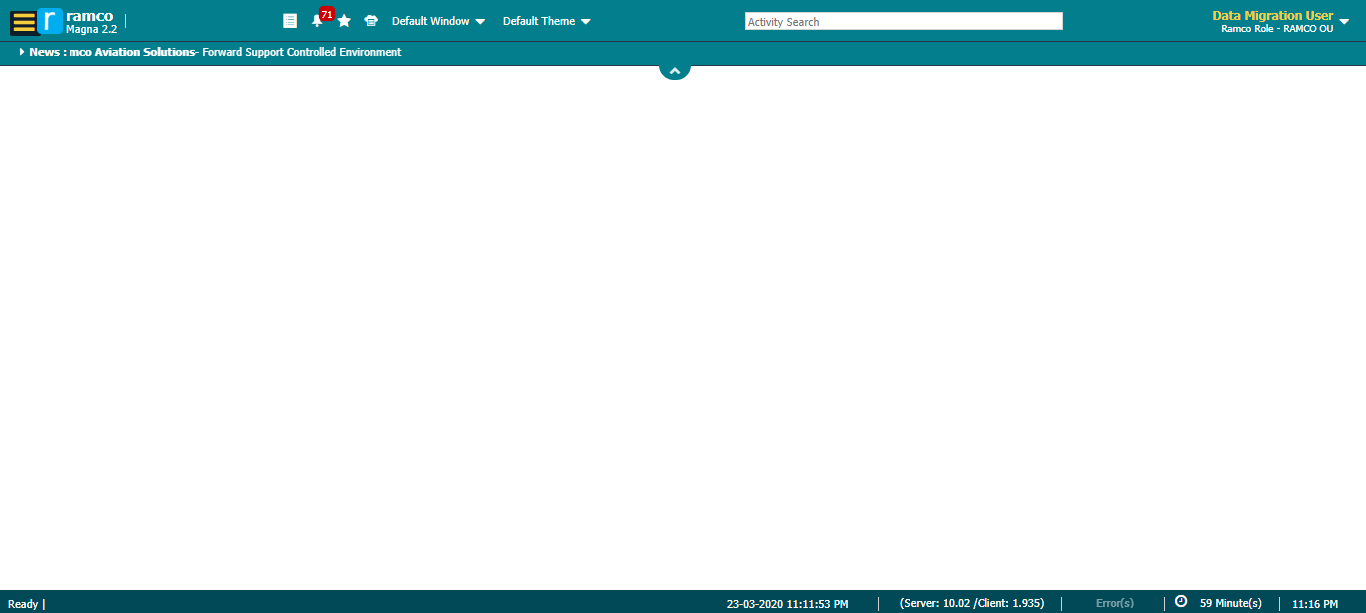 r ramco
Magna 2.2
71
Default Window
Default Theme
Activity Search
Data Migration User
Ramco Role - RAMCO OU
News : mco Aviation Solutions- Forward Support Controlled Environment
Ready |
23-03-2020 11:11:53 PM
(Server: 10.02 /Client: 1.935)
Error(s)
59 Minute(s)
11:16 PM